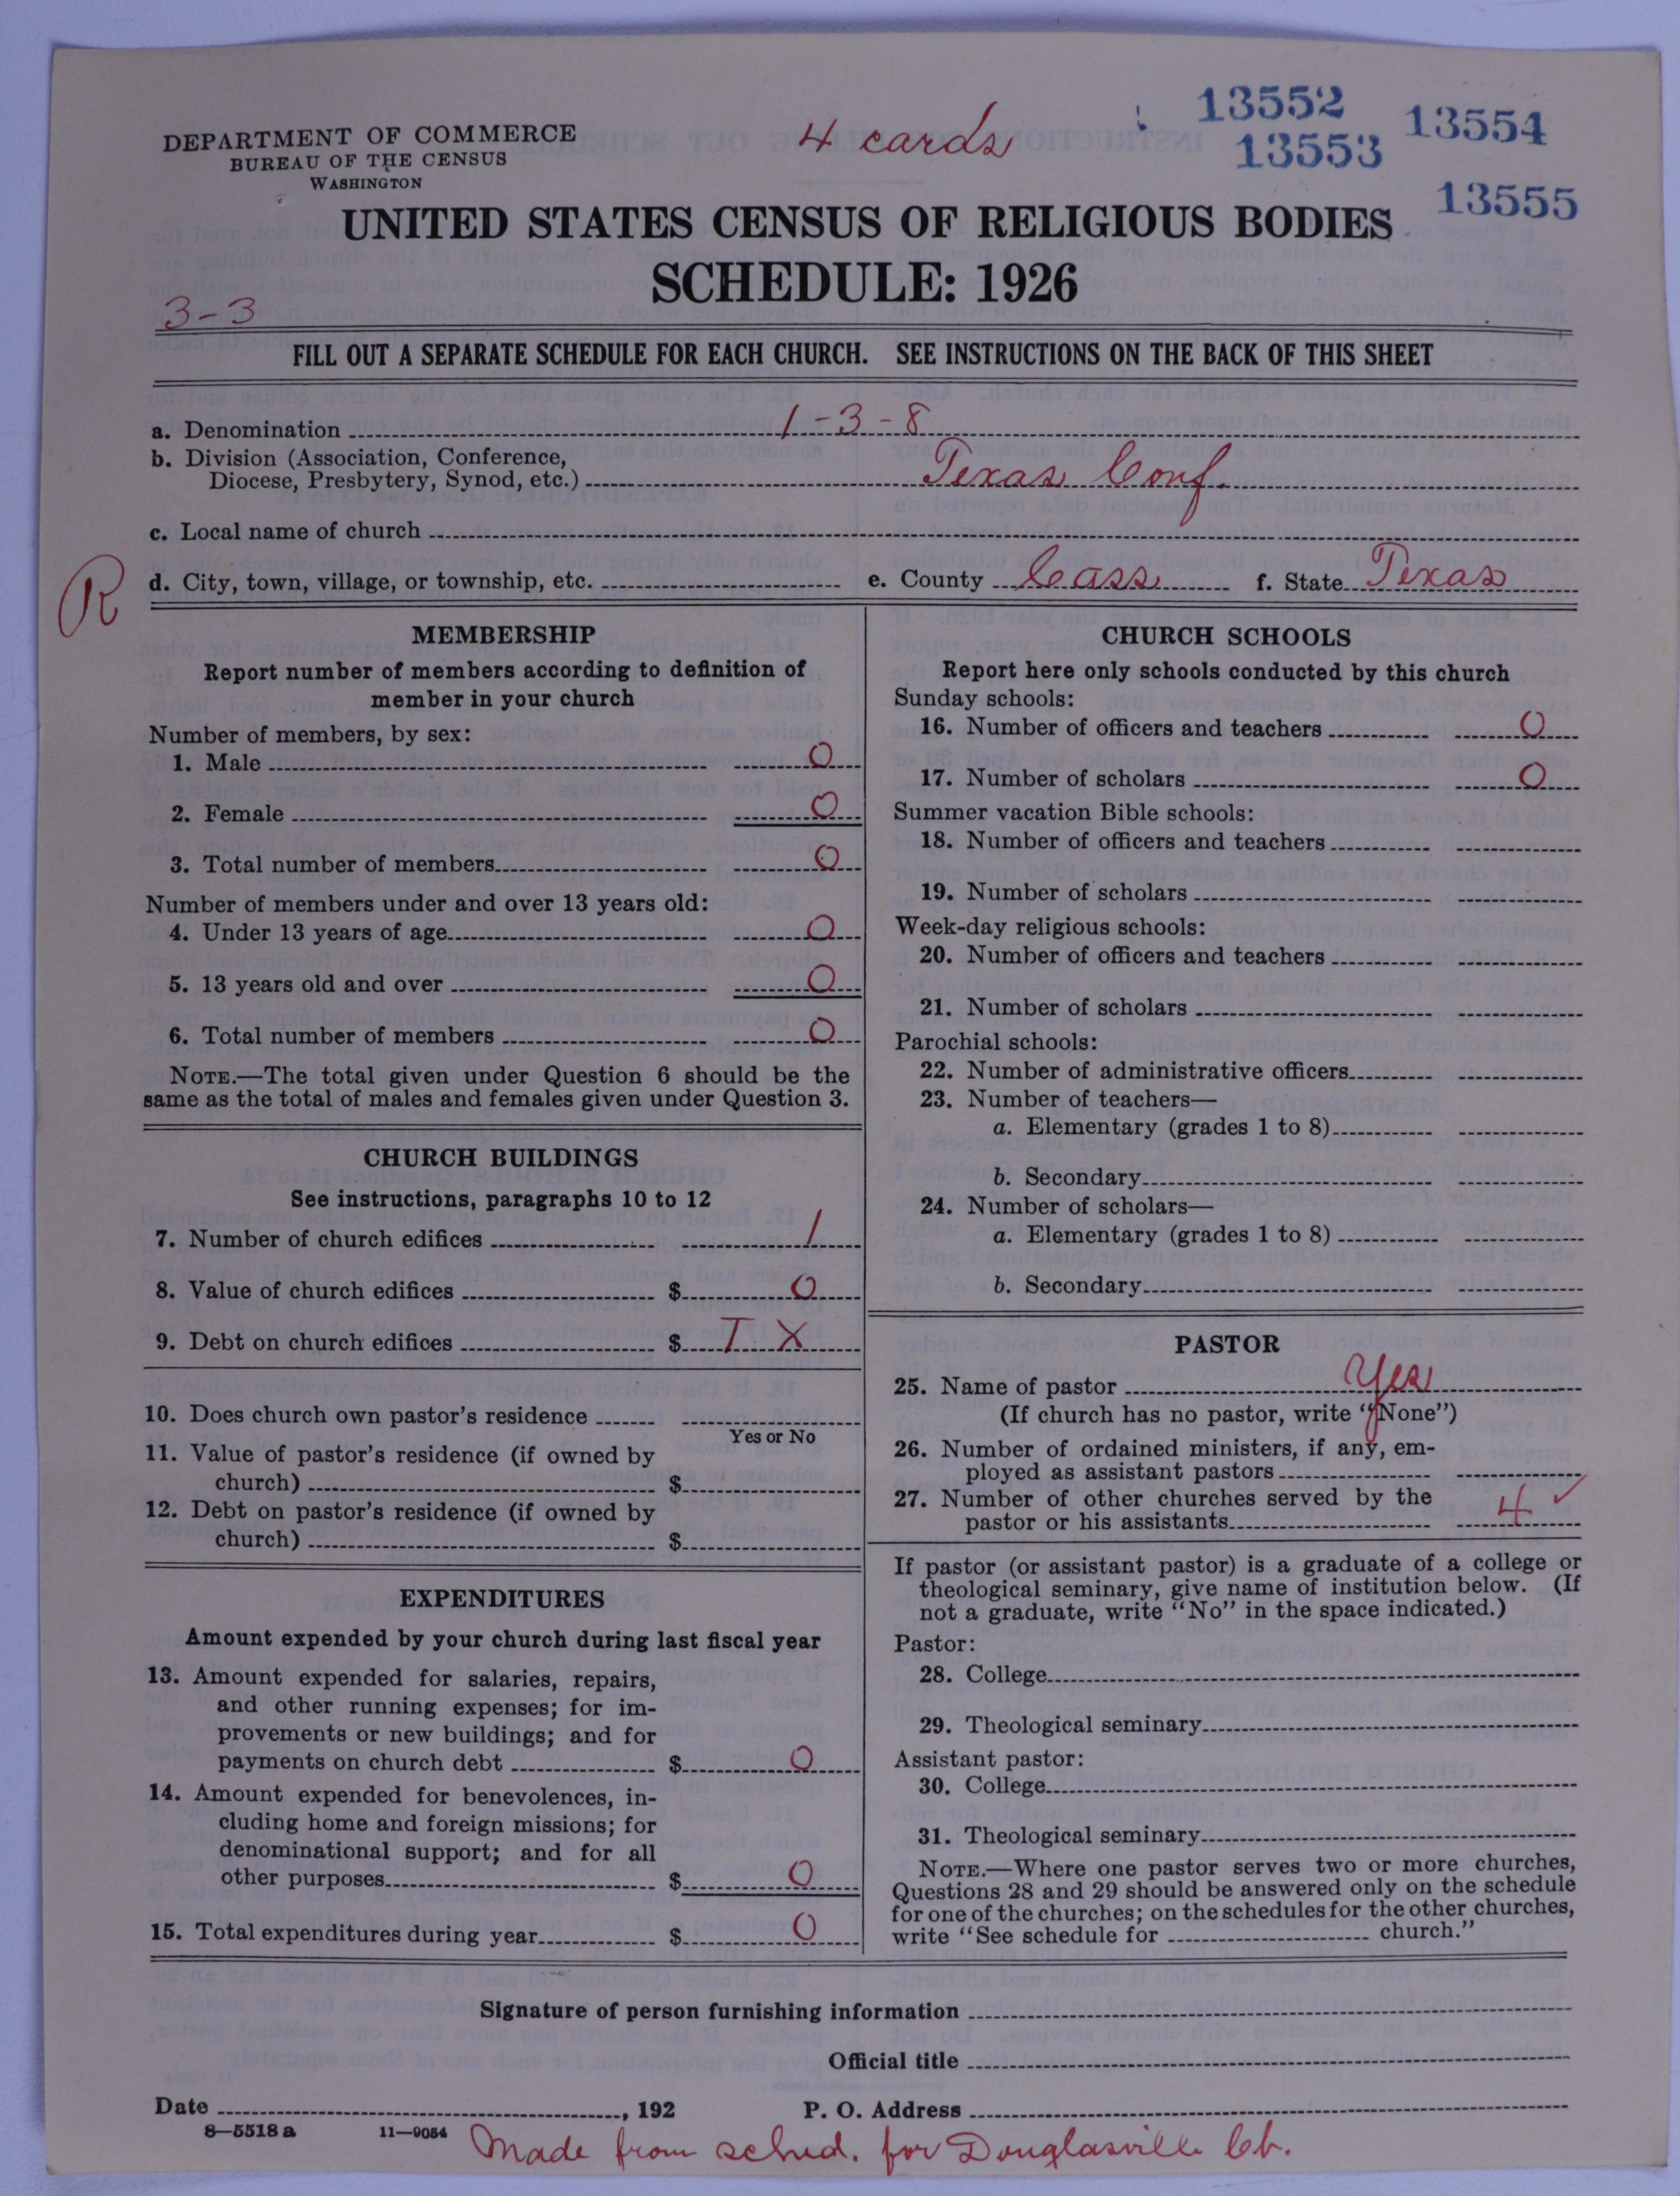 DEPARTMENT OF COMMERCE
BUREAU OF THE CENSUS
WASHINGTON
4 cards
13552
13553
13554
13555
UNITED STATES CENSUS OF RELIGIOUS BODIES
SCHEDULE: 1926
3-3
FILL OUT A SEPARATE SCHEDULE FOR EACH CHURCH. SEE INSTRUCTIONS ON THE BACK OF THIS SHEET
a. Denomination 1-3-8
b. Division (Association, Conference,
Diocese, Presbytery, Synod, etc.) Texas Conf.
c. Local name of church
R
d. City, town, village, or township, etc. e. County Cass f. State Texas
MEMBERSHIP
Report number of members according to definition of
member in your church
Number of members, by sex:
1. Male 0
2. Female 0
3. Total number of members 0
Number of members under and over 13 years old:
4. Under 13 years of age 0
5. 13 years old and over 0
6. Total number of members 0
NOTE.—The total given under Question 6 should be the
same as the total of males and females given under Question 3.
CHURCH BUILDINGS
See instructions, paragraphs 10 to 12
7. Number of church edifices 1
8. Value of church edifices $ 0
9. Debt on church edifices $ T X
10. Does church own pastor's residence
Yes or No
11. Value of pastor's residence (if owned by
church) $
12. Debt on pastor's residence (if owned by
church) $
EXPENDITURES
Amount expended by your church during last fiscal year
13. Amount expended for salaries, repairs,
and other running expenses; for im-
provements or new buildings; and for
payments on church debt $ 0
14. Amount expended for benevolences, in-
cluding home and foreign missions; for
denominational support; and for all
other purposes $ 0
15. Total expenditures during year $ 0
CHURCH SCHOOLS
Report here only schools conducted by this church
Sunday schools:
16. Number of officers and teachers 0
17. Number of scholars 0
Summer vacation Bible schools:
18. Number of officers and teachers
19. Number of scholars
Week-day religious schools:
20. Number of officers and teachers
21. Number of scholars
Parochial schools:
22. Number of administrative officers
23. Number of teachers—
a. Elementary (grades 1 to 8)
b. Secondary
24. Number of scholars—
a. Elementary (grades 1 to 8)
b. Secondary
PASTOR
25. Name of pastor Yes
(If church has no pastor, write "None")
26. Number of ordained ministers, if any, em-
ployed as assistant pastors
27. Number of other churches served by the
pastor or his assistants 4 ✓
If pastor (or assistant pastor) is a graduate of a college or
theological seminary, give name of institution below. (If
not a graduate, write "No" in the space indicated.)
Pastor:
28. College
29. Theological seminary
Assistant pastor:
30. College
31. Theological seminary
NOTE.—Where one pastor serves two or more churches,
Questions 28 and 29 should be answered only on the schedule
for one of the churches; on the schedules for the other churches,
write "See schedule for church."
Signature of person furnishing information
Official title
Date , 192 P. O. Address
8—5518 a 11—9054
Made from sched. for Douglasville Ch.